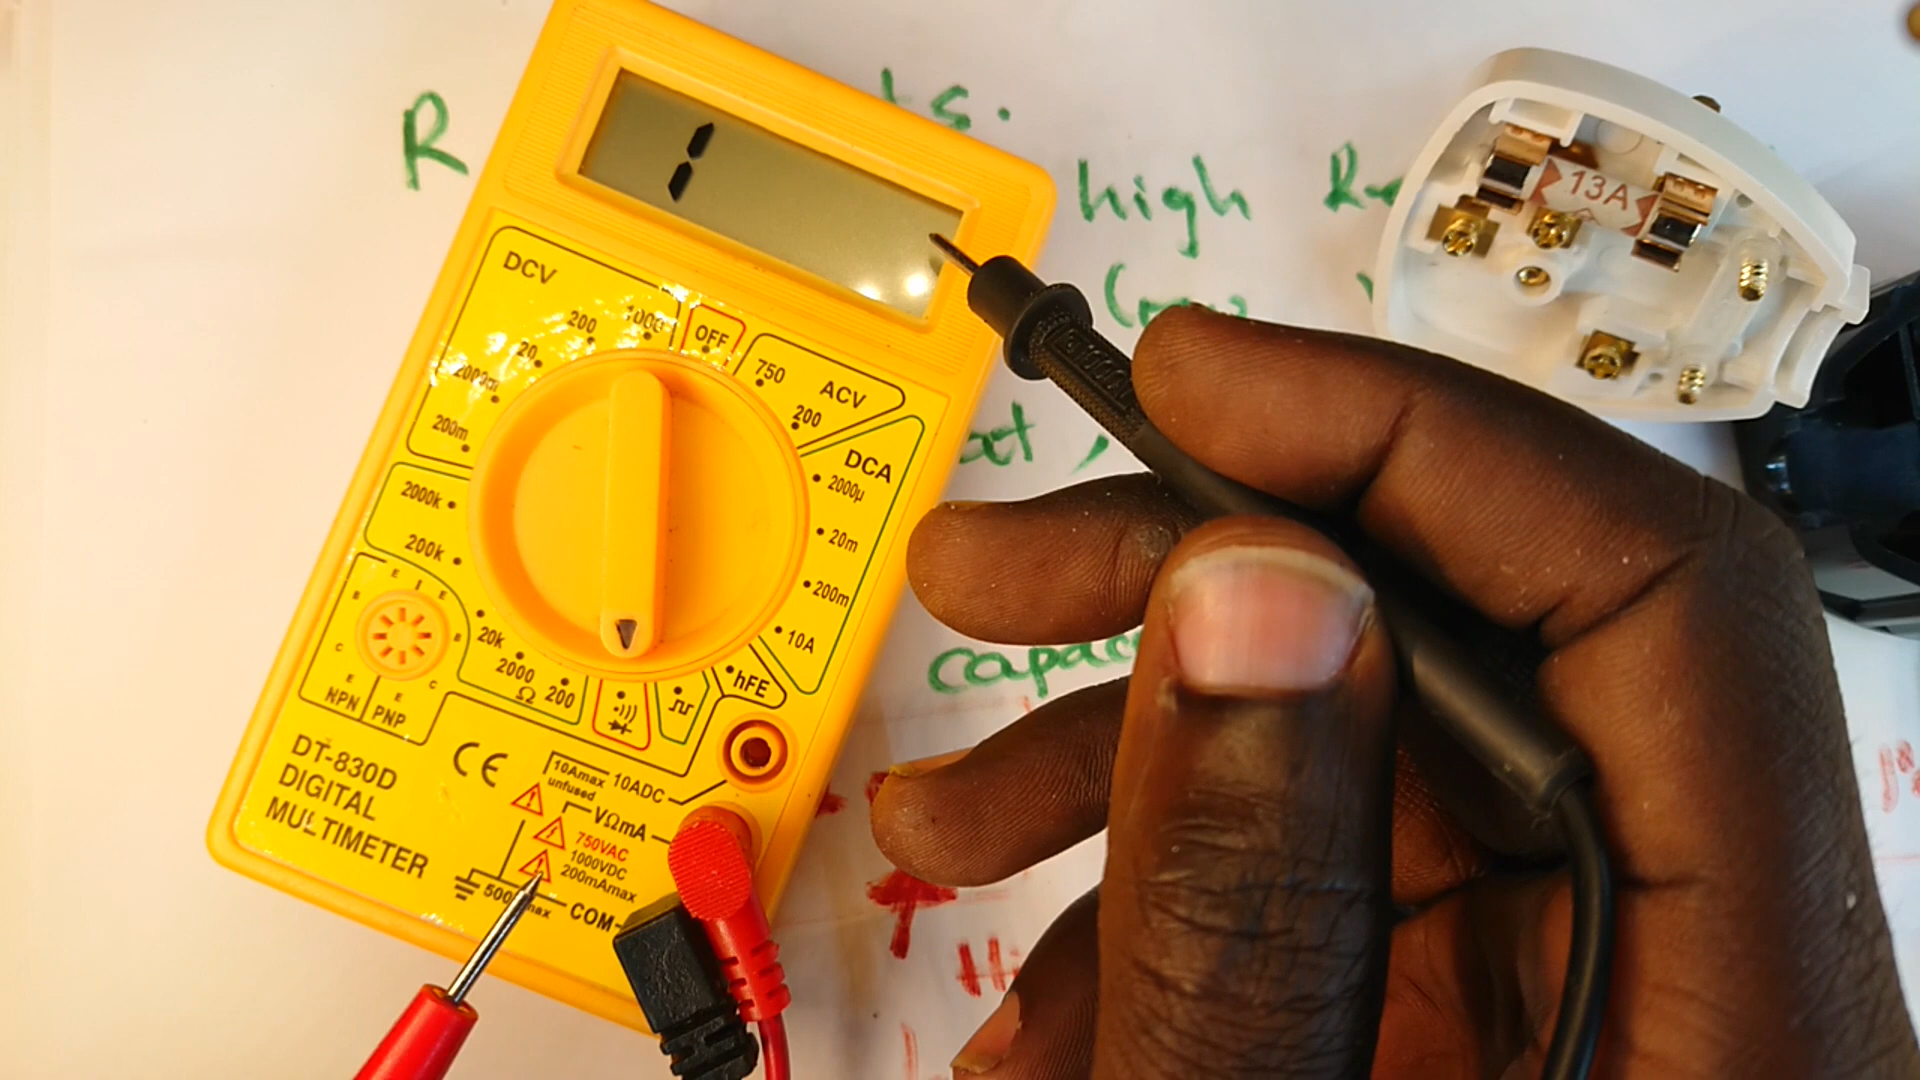 R
ts.
high
1
13A
DCV
1000
OFF
200
20
2000m
200m
750
ACV
200
DCA
2000µ
20m
200m
10A
hFE
2000k
200k
20k
2000
Ω
200
E
E
E
B
B
C
C
E
E
NPN
PNP
DT-830D
DIGITAL
MULTIMETER
CE
10Amax
unfused
10ADC
VΩmA
750VAC
1000VDC
200mAmax
COM